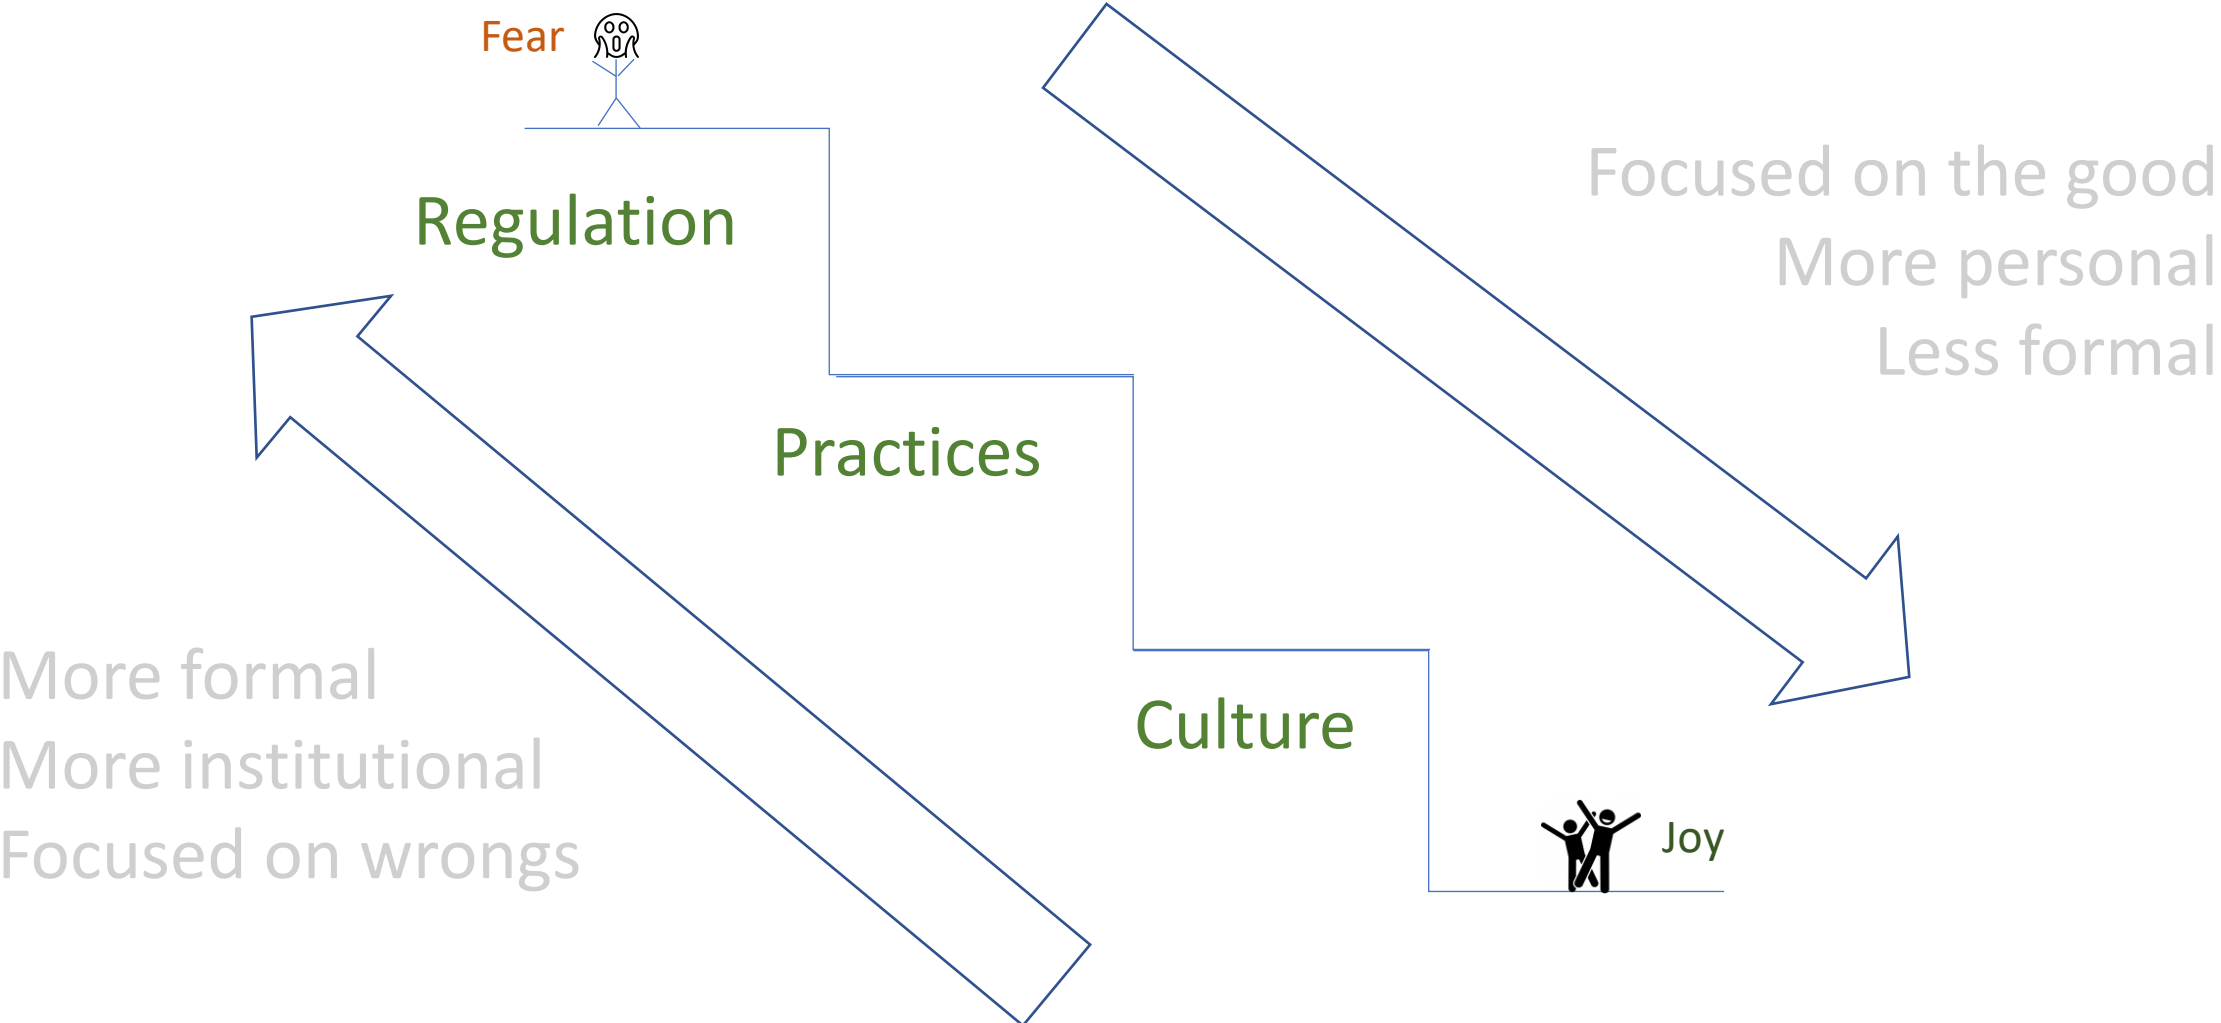 Fear
Regulation
Practices
Culture
Joy
Focused on the good
More personal
Less formal
More formal
More institutional
Focused on wrongs